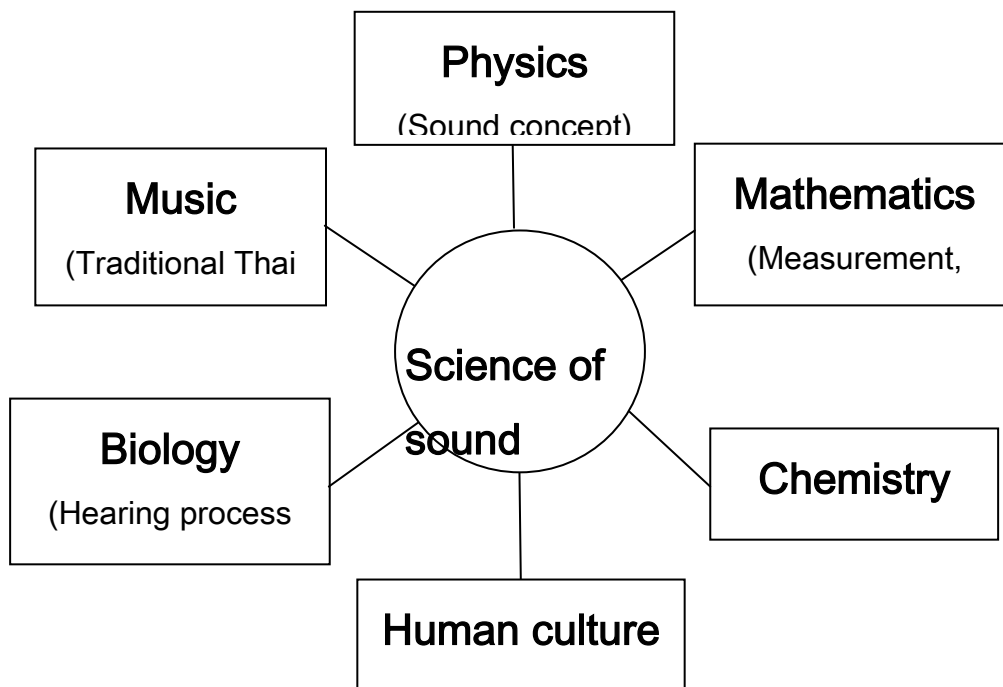 Physics
(Sound concept)
Music
(Traditional Thai
Mathematics
(Measurement,
Science of
sound
Biology
(Hearing process
Chemistry
Human culture